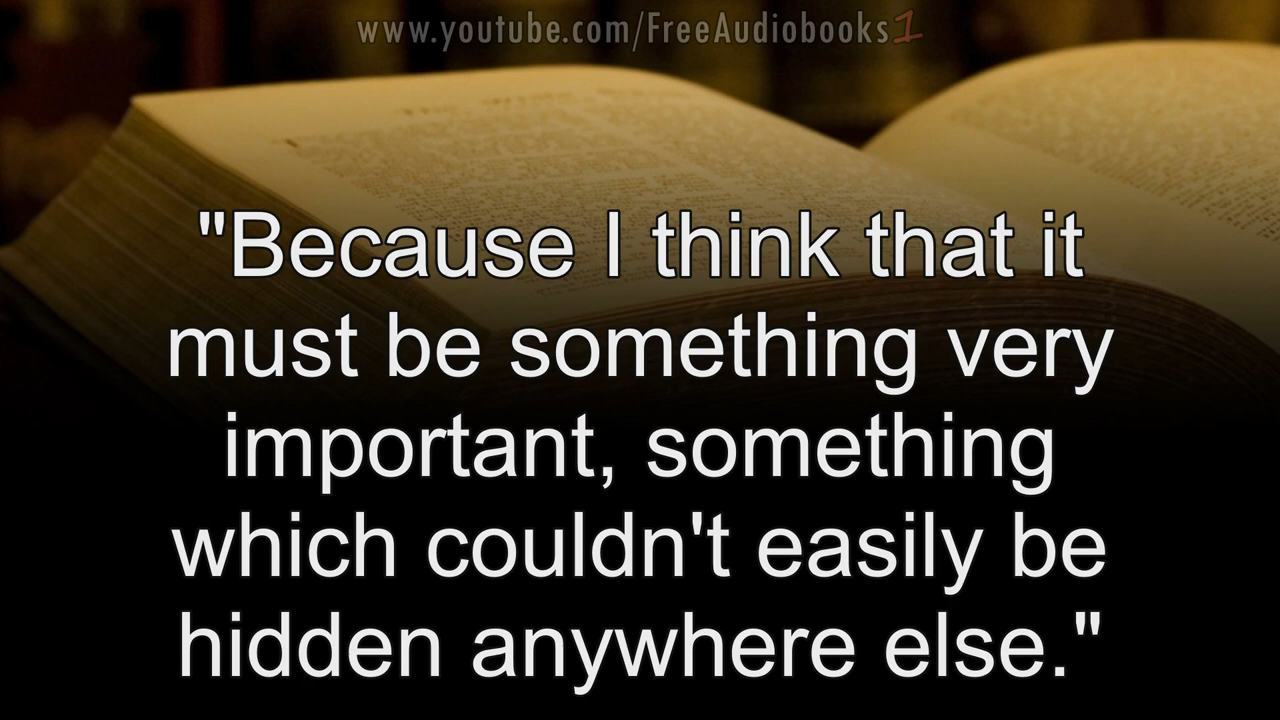 www.youtube.com/FreeAudiobooks1
"Because I think that it
must be something very
important, something
which couldn't easily be
hidden anywhere else."